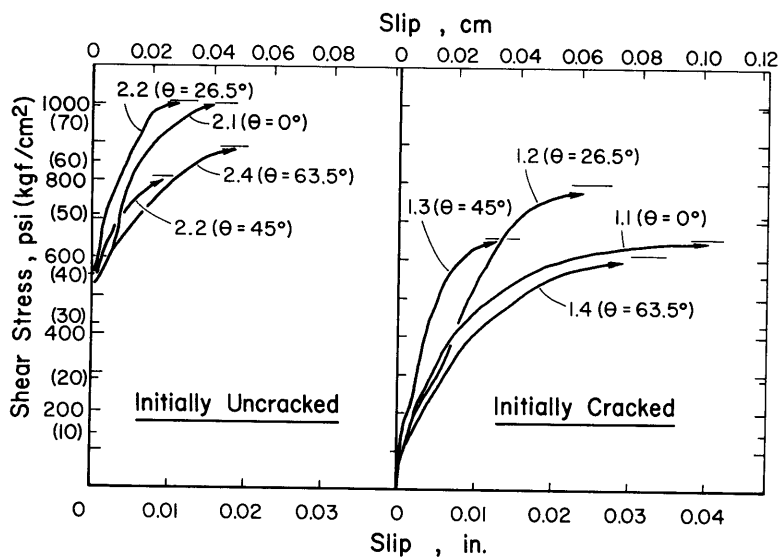 Slip , cm
0 0.02 0.04 0.06 0.08 0 0.02 0.04 0.06 0.08 0.10 0.12
Shear Stress , psi (kgf/cm2)
1000
(70)
(60)
800
(50)
600
(40)
(30)
400
(20)
200
(10)
0
2.2 (θ = 26.5°)
2.1 (θ = 0°)
2.4 (θ = 63.5°)
2.2 (θ = 45°)
Initially Uncracked
1.2 (θ = 26.5°)
1.3 (θ = 45°)
1.1 (θ = 0°)
1.4 (θ = 63.5°)
Initially Cracked
0 0.01 0.02 0.03 0 0.01 0.02 0.03 0.04
Slip , in.